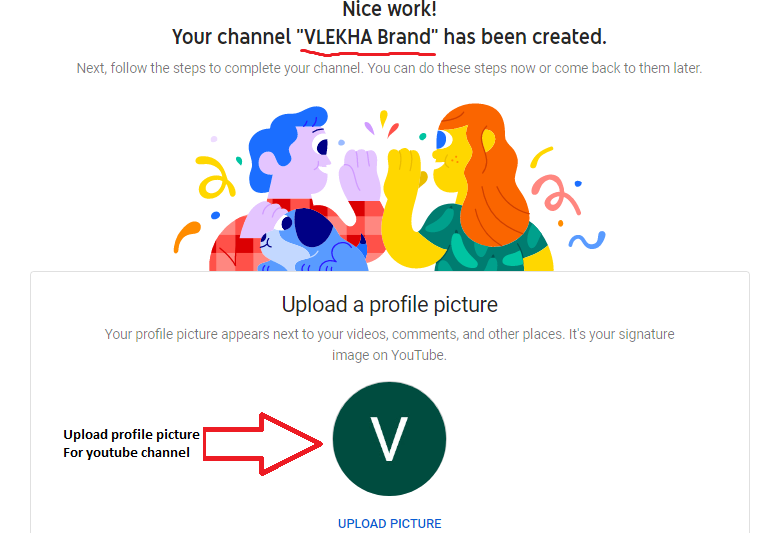 Nice work!
Your channel "VLEKHA Brand" has been created.
Next, follow the steps to complete your channel. You can do these steps now or come back to them later.
Upload a profile picture
Your profile picture appears next to your videos, comments, and other places. It's your signature
image on YouTube.
Upload profile picture
For youtube channel
V
UPLOAD PICTURE